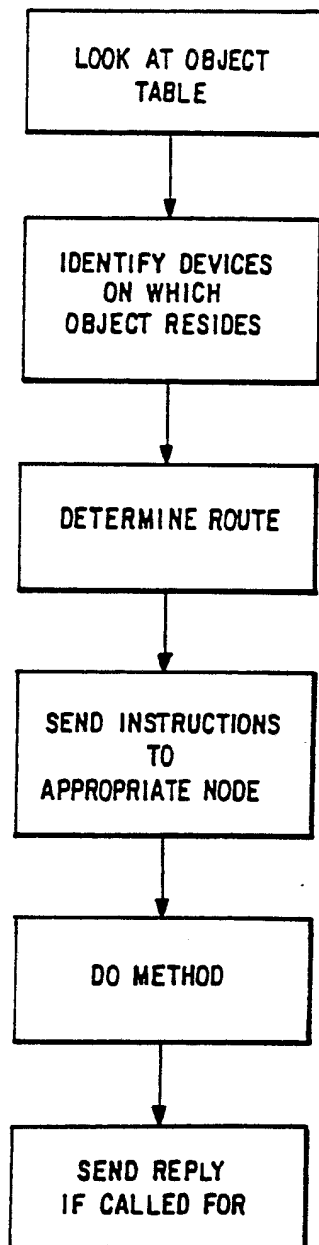 LOOK AT OBJECT
TABLE
IDENTIFY DEVICES
ON WHICH
OBJECT RESIDES
DETERMINE ROUTE
SEND INSTRUCTIONS
TO
APPROPRIATE NODE
DO METHOD
SEND REPLY
IF CALLED FOR